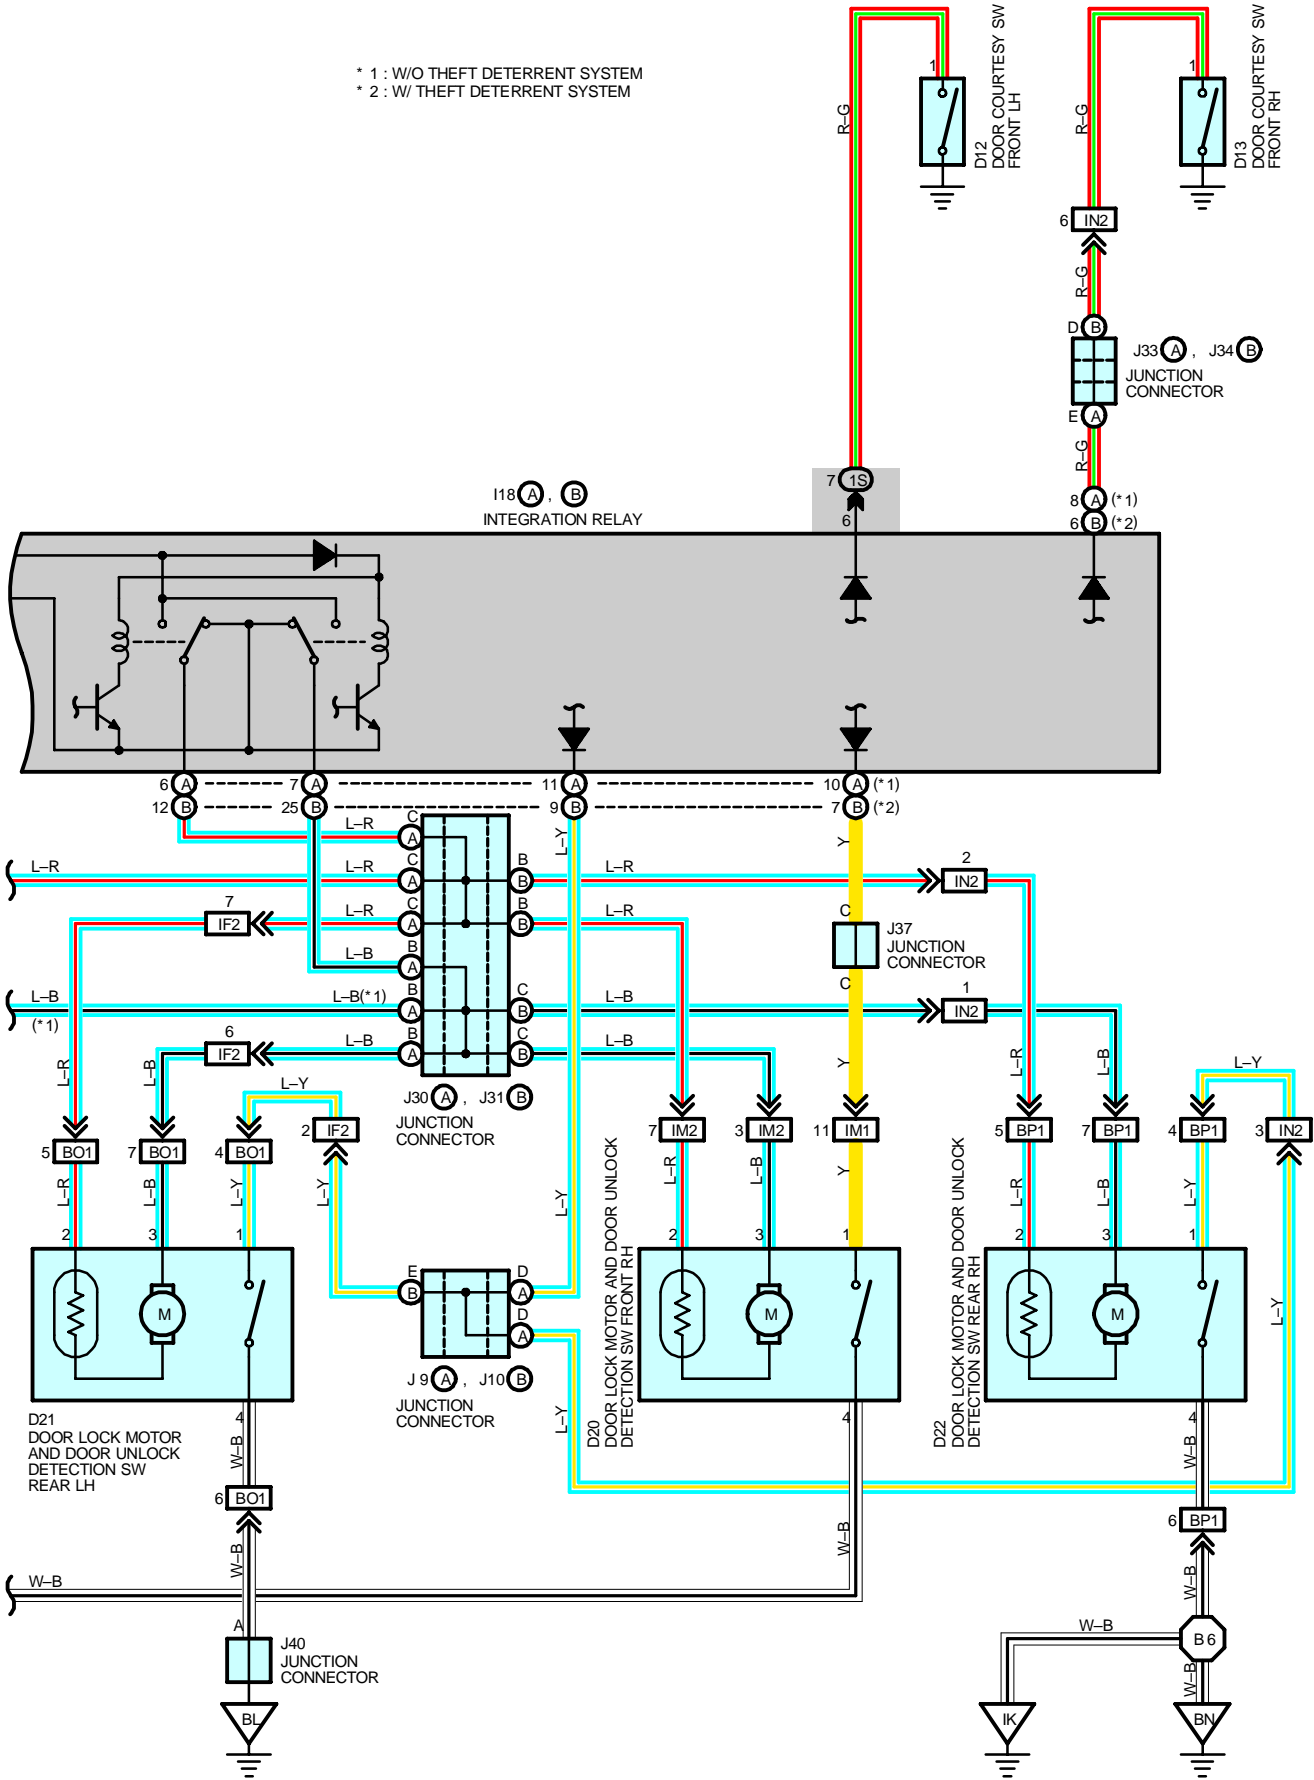 * 1 : W/O THEFT DETERRENT SYSTEM
* 2 : W/ THEFT DETERRENT SYSTEM
R–G
1
D12
DOOR COURTESY SW
FRONT LH
R–G
1
D13
DOOR COURTESY SW
FRONT RH
6 IN2
R–G
D B
J33 A , J34 B
JUNCTION
CONNECTOR
E A
R–G
7 1S
6
8 A (*1)
6 B (*2)
I18 A , B
INTEGRATION RELAY
6 A 7 A 11 A 10 A (*1)
12 B 25 B 9 B 7 B (*2)
L–R C A
L–Y
Y
L–R C A B B 2 IN2
L–R
7 IF2 L–R C A B B L–R
C
J37
JUNCTION
CONNECTOR
C
L–B B A
L–B (*1) L–B(*1) B A C B L–B 1 IN2
6 IF2 L–B B A C B L–B
L–R L–B L–Y Y L–R L–B L–Y
J30 A , J31 B
JUNCTION
CONNECTOR
5 BO1 7 BO1 4 BO1 2 IF2
7 IM2 3 IM2 11 IM1
5 BP1 7 BP1 4 BP1 3 IN2
L–R L–B L–Y L–Y L–Y L–R L–B Y L–R L–B L–Y L–Y
2 3 1
2 3 1
2 3 1
E B D A
D A
M
M
M
J 9 A , J10 B
JUNCTION
CONNECTOR
L–Y
D21
DOOR LOCK MOTOR
AND DOOR UNLOCK
DETECTION SW
REAR LH
D20
DOOR LOCK MOTOR AND DOOR UNLOCK
DETECTION SW FRONT RH
D22
DOOR LOCK MOTOR AND DOOR UNLOCK
DETECTION SW REAR RH
4
W–B
4
4
W–B
6 BO1
W–B
W–B
W–B
6 BP1
W–B
A
J40
JUNCTION
CONNECTOR
BL
W–B
B 6
W–B
IK
BN